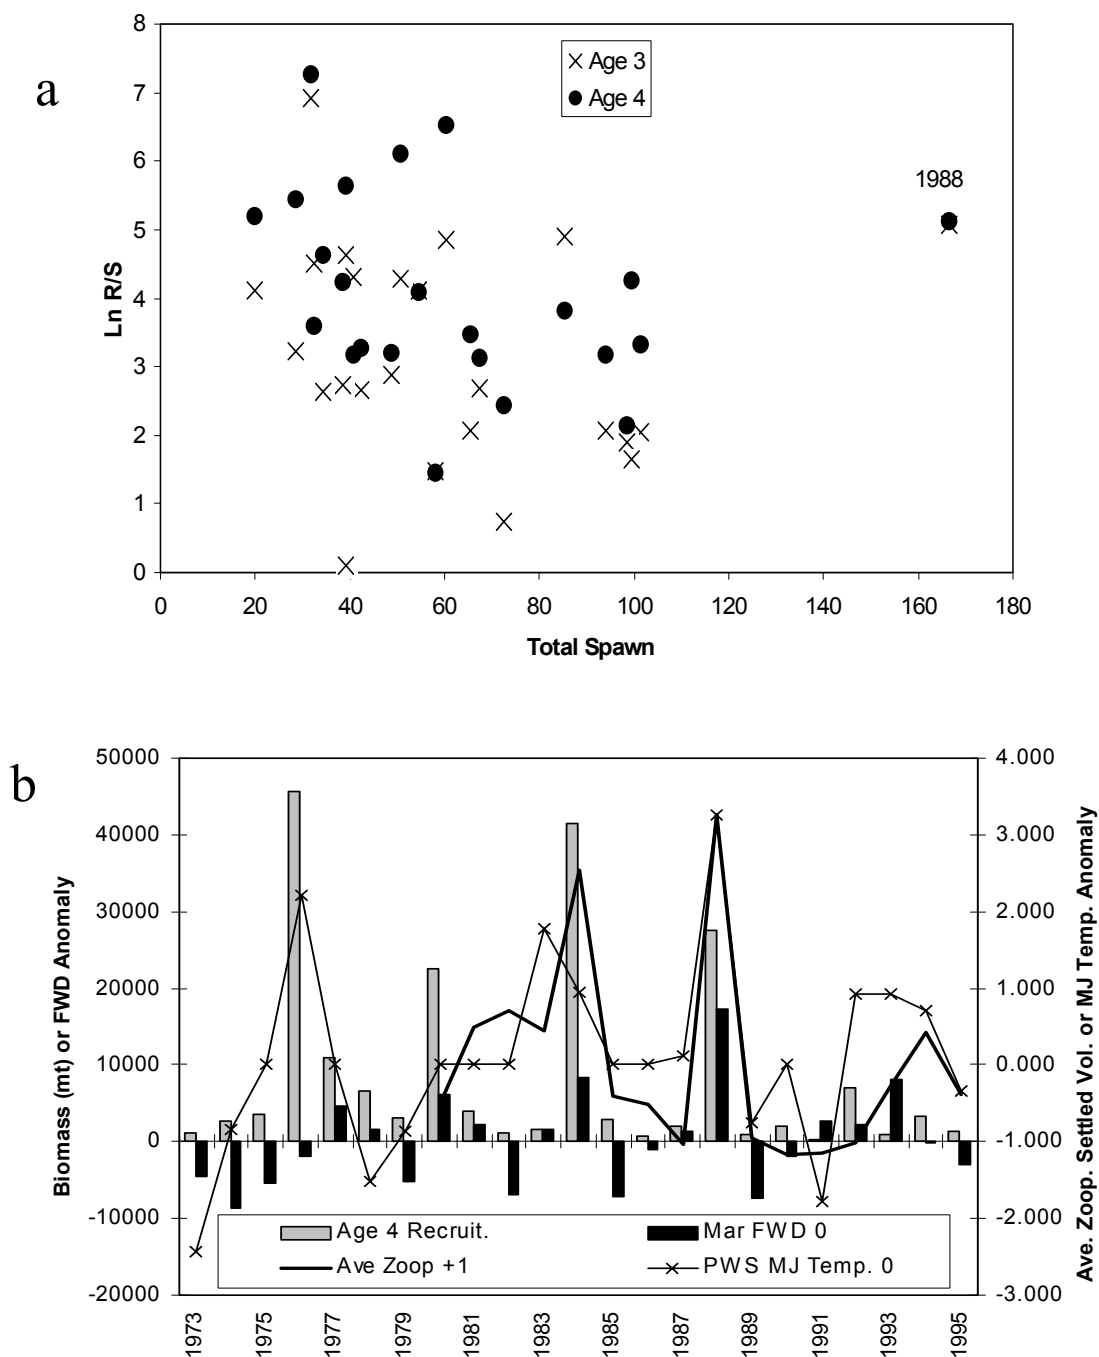 a
8
7
6
5
4
3
2
1
0
Ln R/S
Age 3
Age 4
1988
0 20 40 60 80 100 120 140 160 180
Total Spawn
b
50000
40000
30000
20000
10000
0
-10000
-20000
Biomass (mt) or FWD Anomaly
4.000
3.000
2.000
1.000
0.000
-1.000
-2.000
-3.000
Ave. Zoop. Settled Vol. or MJ Temp. Anomaly
Age 4 Recruit. Mar FWD 0
Ave Zoop +1 PWS MJ Temp. 0
1973 1975 1977 1979 1981 1983 1985 1987 1989 1991 1993 1995